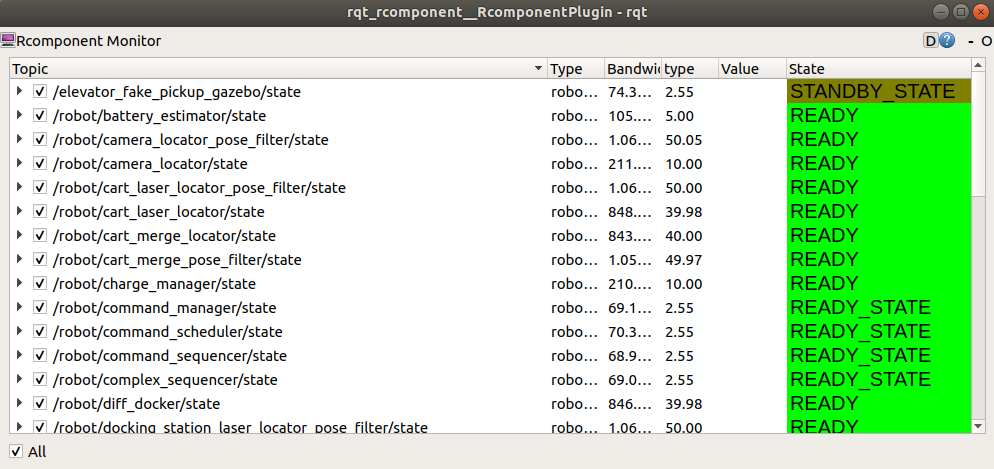 rqt_rcomponent__RcomponentPlugin - rqt
Rcomponent Monitor D ? - O
Topic Type Bandwi type Value State
/elevator_fake_pickup_gazebo/state robo... 74.3... 2.55 STANDBY_STATE
/robot/battery_estimator/state robo... 105.... 5.00 READY
/robot/camera_locator_pose_filter/state robo... 1.06... 50.05 READY
/robot/camera_locator/state robo... 211.... 10.00 READY
/robot/cart_laser_locator_pose_filter/state robo... 1.06... 50.00 READY
/robot/cart_laser_locator/state robo... 848.... 39.98 READY
/robot/cart_merge_locator/state robo... 843.... 40.00 READY
/robot/cart_merge_pose_filter/state robo... 1.05... 49.97 READY
/robot/charge_manager/state robo... 210.... 10.00 READY
/robot/command_manager/state robo... 69.1... 2.55 READY_STATE
/robot/command_scheduler/state robo... 70.3... 2.55 READY_STATE
/robot/command_sequencer/state robo... 68.9... 2.55 READY_STATE
/robot/complex_sequencer/state robo... 69.0... 2.55 READY_STATE
/robot/diff_docker/state robo... 846.... 39.98 READY
/robot/docking_station_laser_locator_pose_filter/state robo... 1.06... 50.00 READY
All